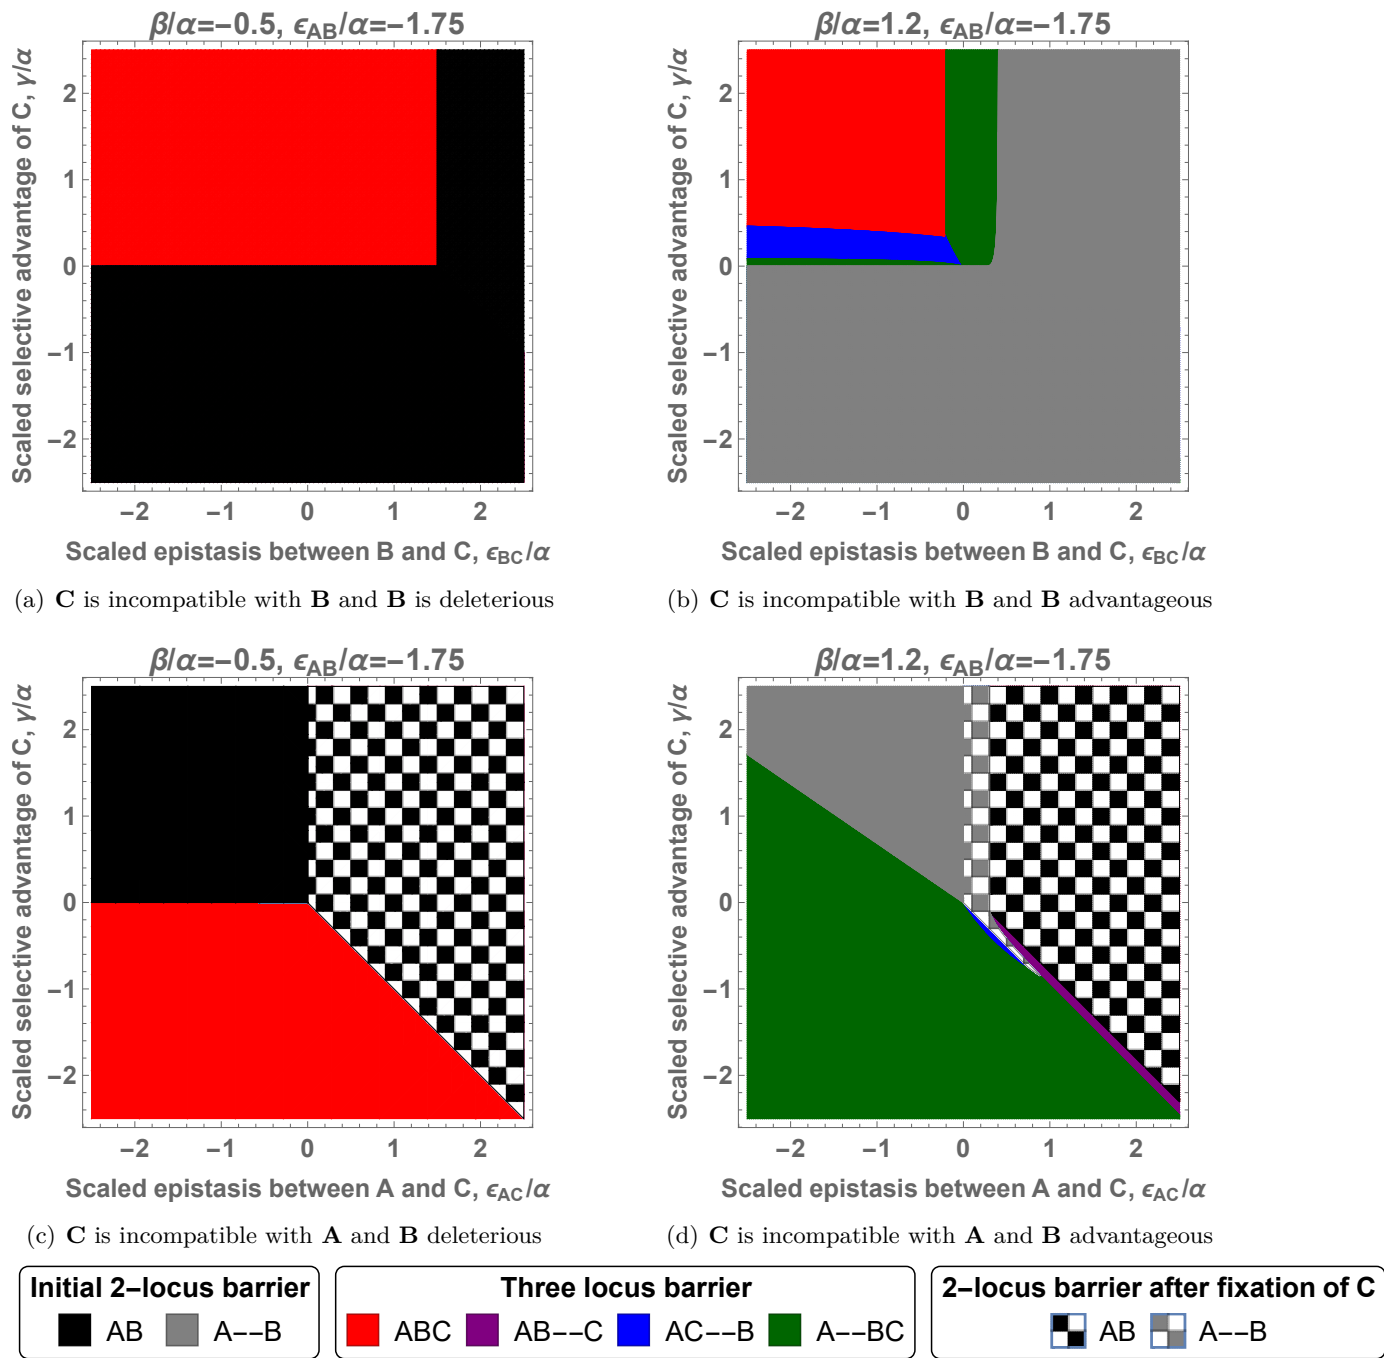 β/α=−0.5, ϵAB/α=−1.75
β/α=1.2, ϵAB/α=−1.75
Scaled selective advantage of C, γ/α
2
1
0
−1
−2
−2 −1 0 1 2
Scaled epistasis between B and C, ϵBC/α
(a) C is incompatible with B and B is deleterious
Scaled selective advantage of C, γ/α
2
1
0
−1
−2
−2 −1 0 1 2
Scaled epistasis between B and C, ϵBC/α
(b) C is incompatible with B and B advantageous
β/α=−0.5, ϵAB/α=−1.75
β/α=1.2, ϵAB/α=−1.75
Scaled selective advantage of C, γ/α
2
1
0
−1
−2
−2 −1 0 1 2
Scaled epistasis between A and C, ϵAC/α
(c) C is incompatible with A and B deleterious
Scaled selective advantage of C, γ/α
2
1
0
−1
−2
−2 −1 0 1 2
Scaled epistasis between A and C, ϵAC/α
(d) C is incompatible with A and B advantageous
Initial 2−locus barrier
AB A−−B
Three locus barrier
ABC AB−−C AC−−B A−−BC
2−locus barrier after fixation of C
AB A−−B